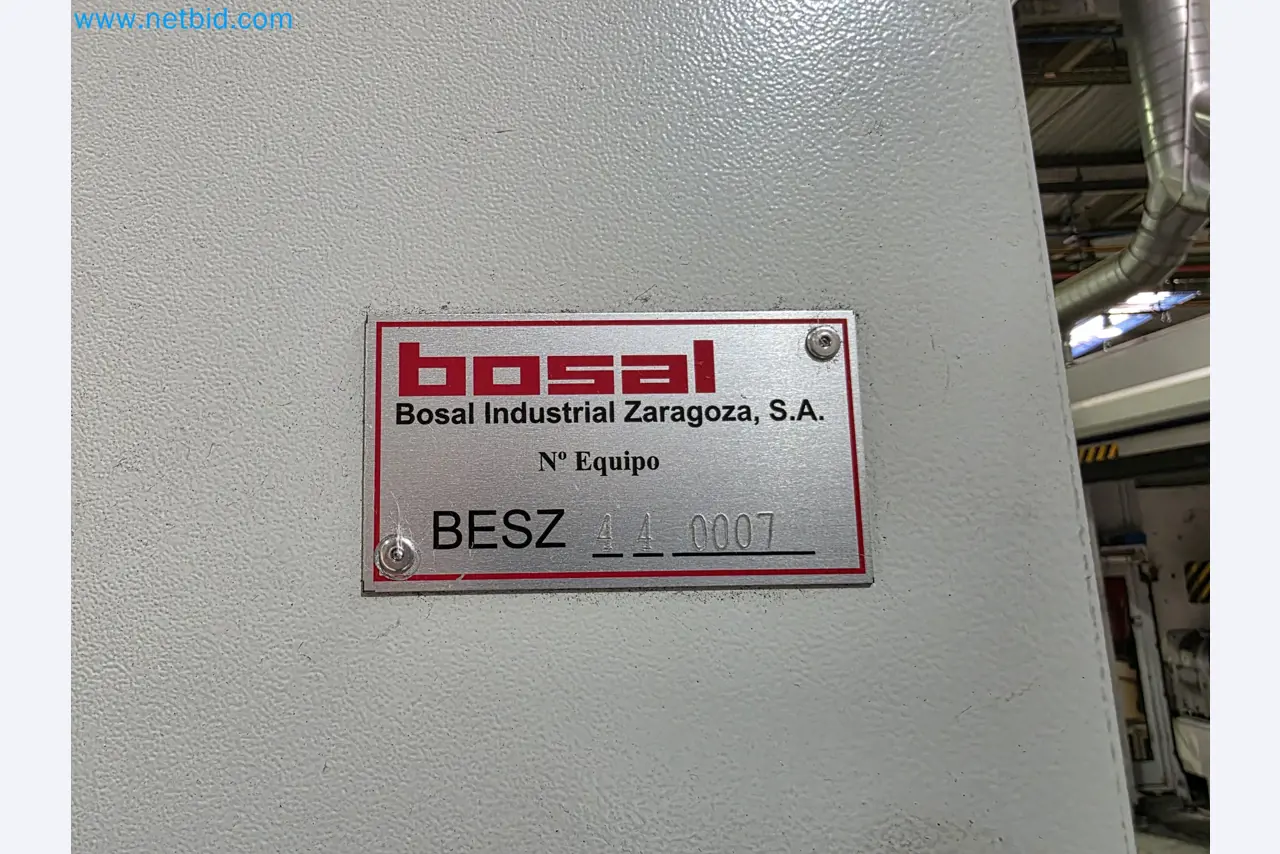 www.netbid.com
bosal
Bosal Industrial Zaragoza, S.A.
Nº Equipo
BESZ 4 4 0007